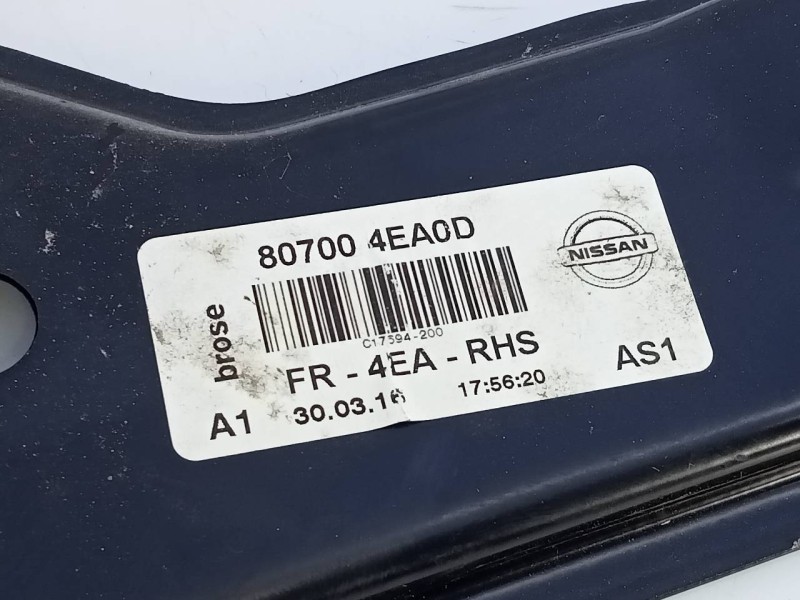 80700 4EA0D
NISSAN
brose
C17594-200
FR - 4EA - RHS
AS1
A1 30.03.16 17:56:20